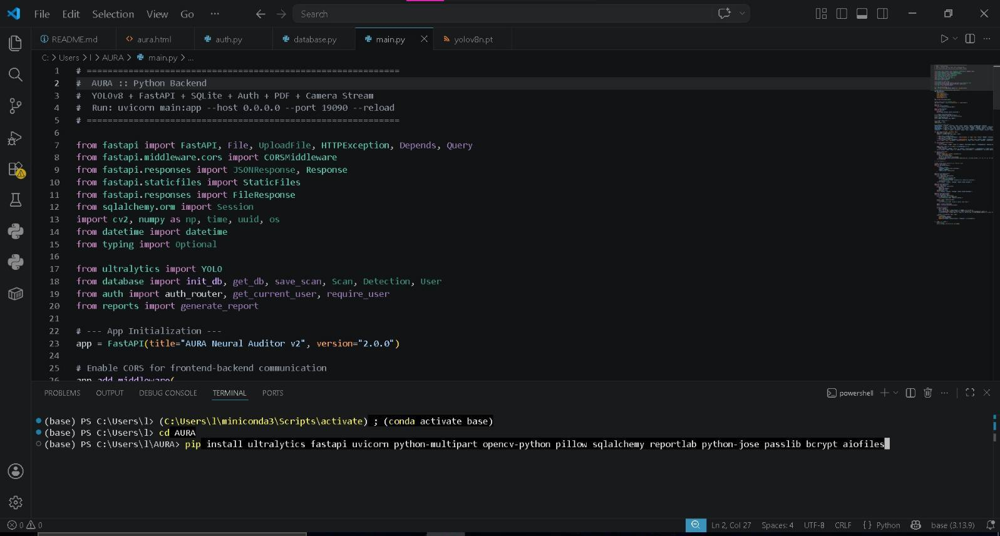 File Edit Selection View Go ... Search
README.md aura.html auth.py database.py main.py yolov8n.pt
C: > Users > l > AURA > main.py > ...
1 # ============================================================
2 # AURA :: Python Backend
3 # YOLOv8 + FastAPI + SQLite + Auth + PDF + Camera Stream
4 # Run: uvicorn main:app --host 0.0.0.0 --port 19090 --reload
5 # ============================================================
6
7 from fastapi import FastAPI, File, UploadFile, HTTPException, Depends, Query
8 from fastapi.middleware.cors import CORSMiddleware
9 from fastapi.responses import JSONResponse, Response
10 from fastapi.staticfiles import StaticFiles
11 from fastapi.responses import FileResponse
12 from sqlalchemy.orm import Session
13 import cv2, numpy as np, time, uuid, os
14 from datetime import datetime
15 from typing import Optional
16
17 from ultralytics import YOLO
18 from database import init_db, get_db, save_scan, Scan, Detection, User
19 from auth import auth_router, get_current_user, require_user
20 from reports import generate_report
21
22 # --- App Initialization ---
23 app = FastAPI(title="AURA Neural Auditor v2", version="2.0.0")
24
25 # Enable CORS for frontend-backend communication
26 app.add_middleware(
PROBLEMS OUTPUT DEBUG CONSOLE TERMINAL PORTS powershell
(base) PS C:\Users\l> (C:\Users\l\miniconda3\Scripts\activate) ; (conda activate base)
(base) PS C:\Users\l> cd AURA
(base) PS C:\Users\l\AURA> pip install ultralytics fastapi uvicorn python-multipart opencv-python pillow sqlalchemy reportlab python-jose passlib bcrypt aiofiles
0 0 Ln 2, Col 27 Spaces: 4 UTF-8 CRLF { } Python base (3.13.9)